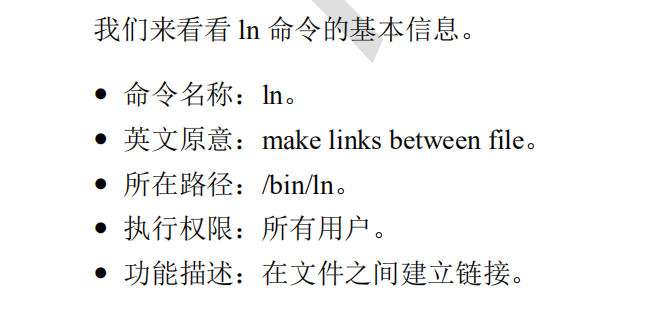 我们来看看 ln 命令的基本信息。
● 命令名称：ln。
● 英文原意：make links between file。
● 所在路径：/bin/ln。
● 执行权限：所有用户。
● 功能描述：在文件之间建立链接。